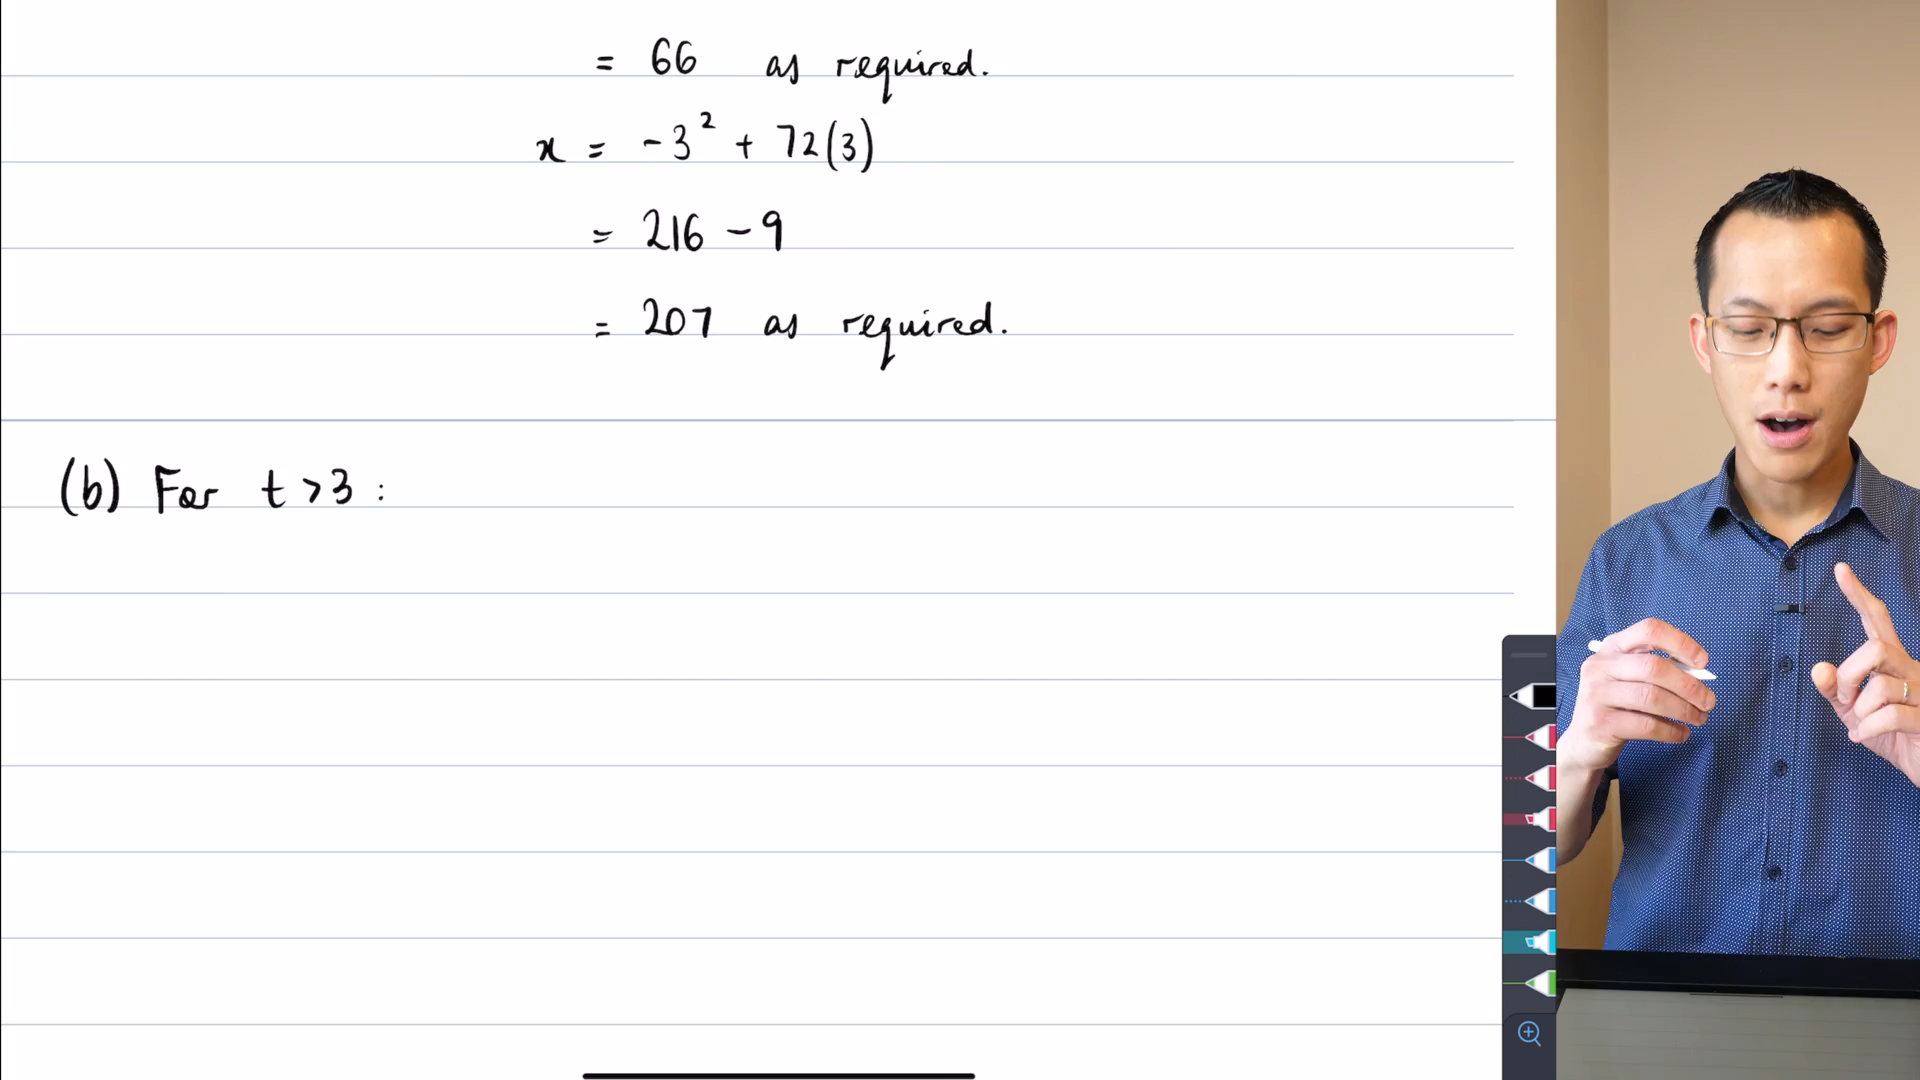 = 66 as required.
x = -3² + 72(3)
= 216 - 9
= 207 as required.
(b) For t > 3 :